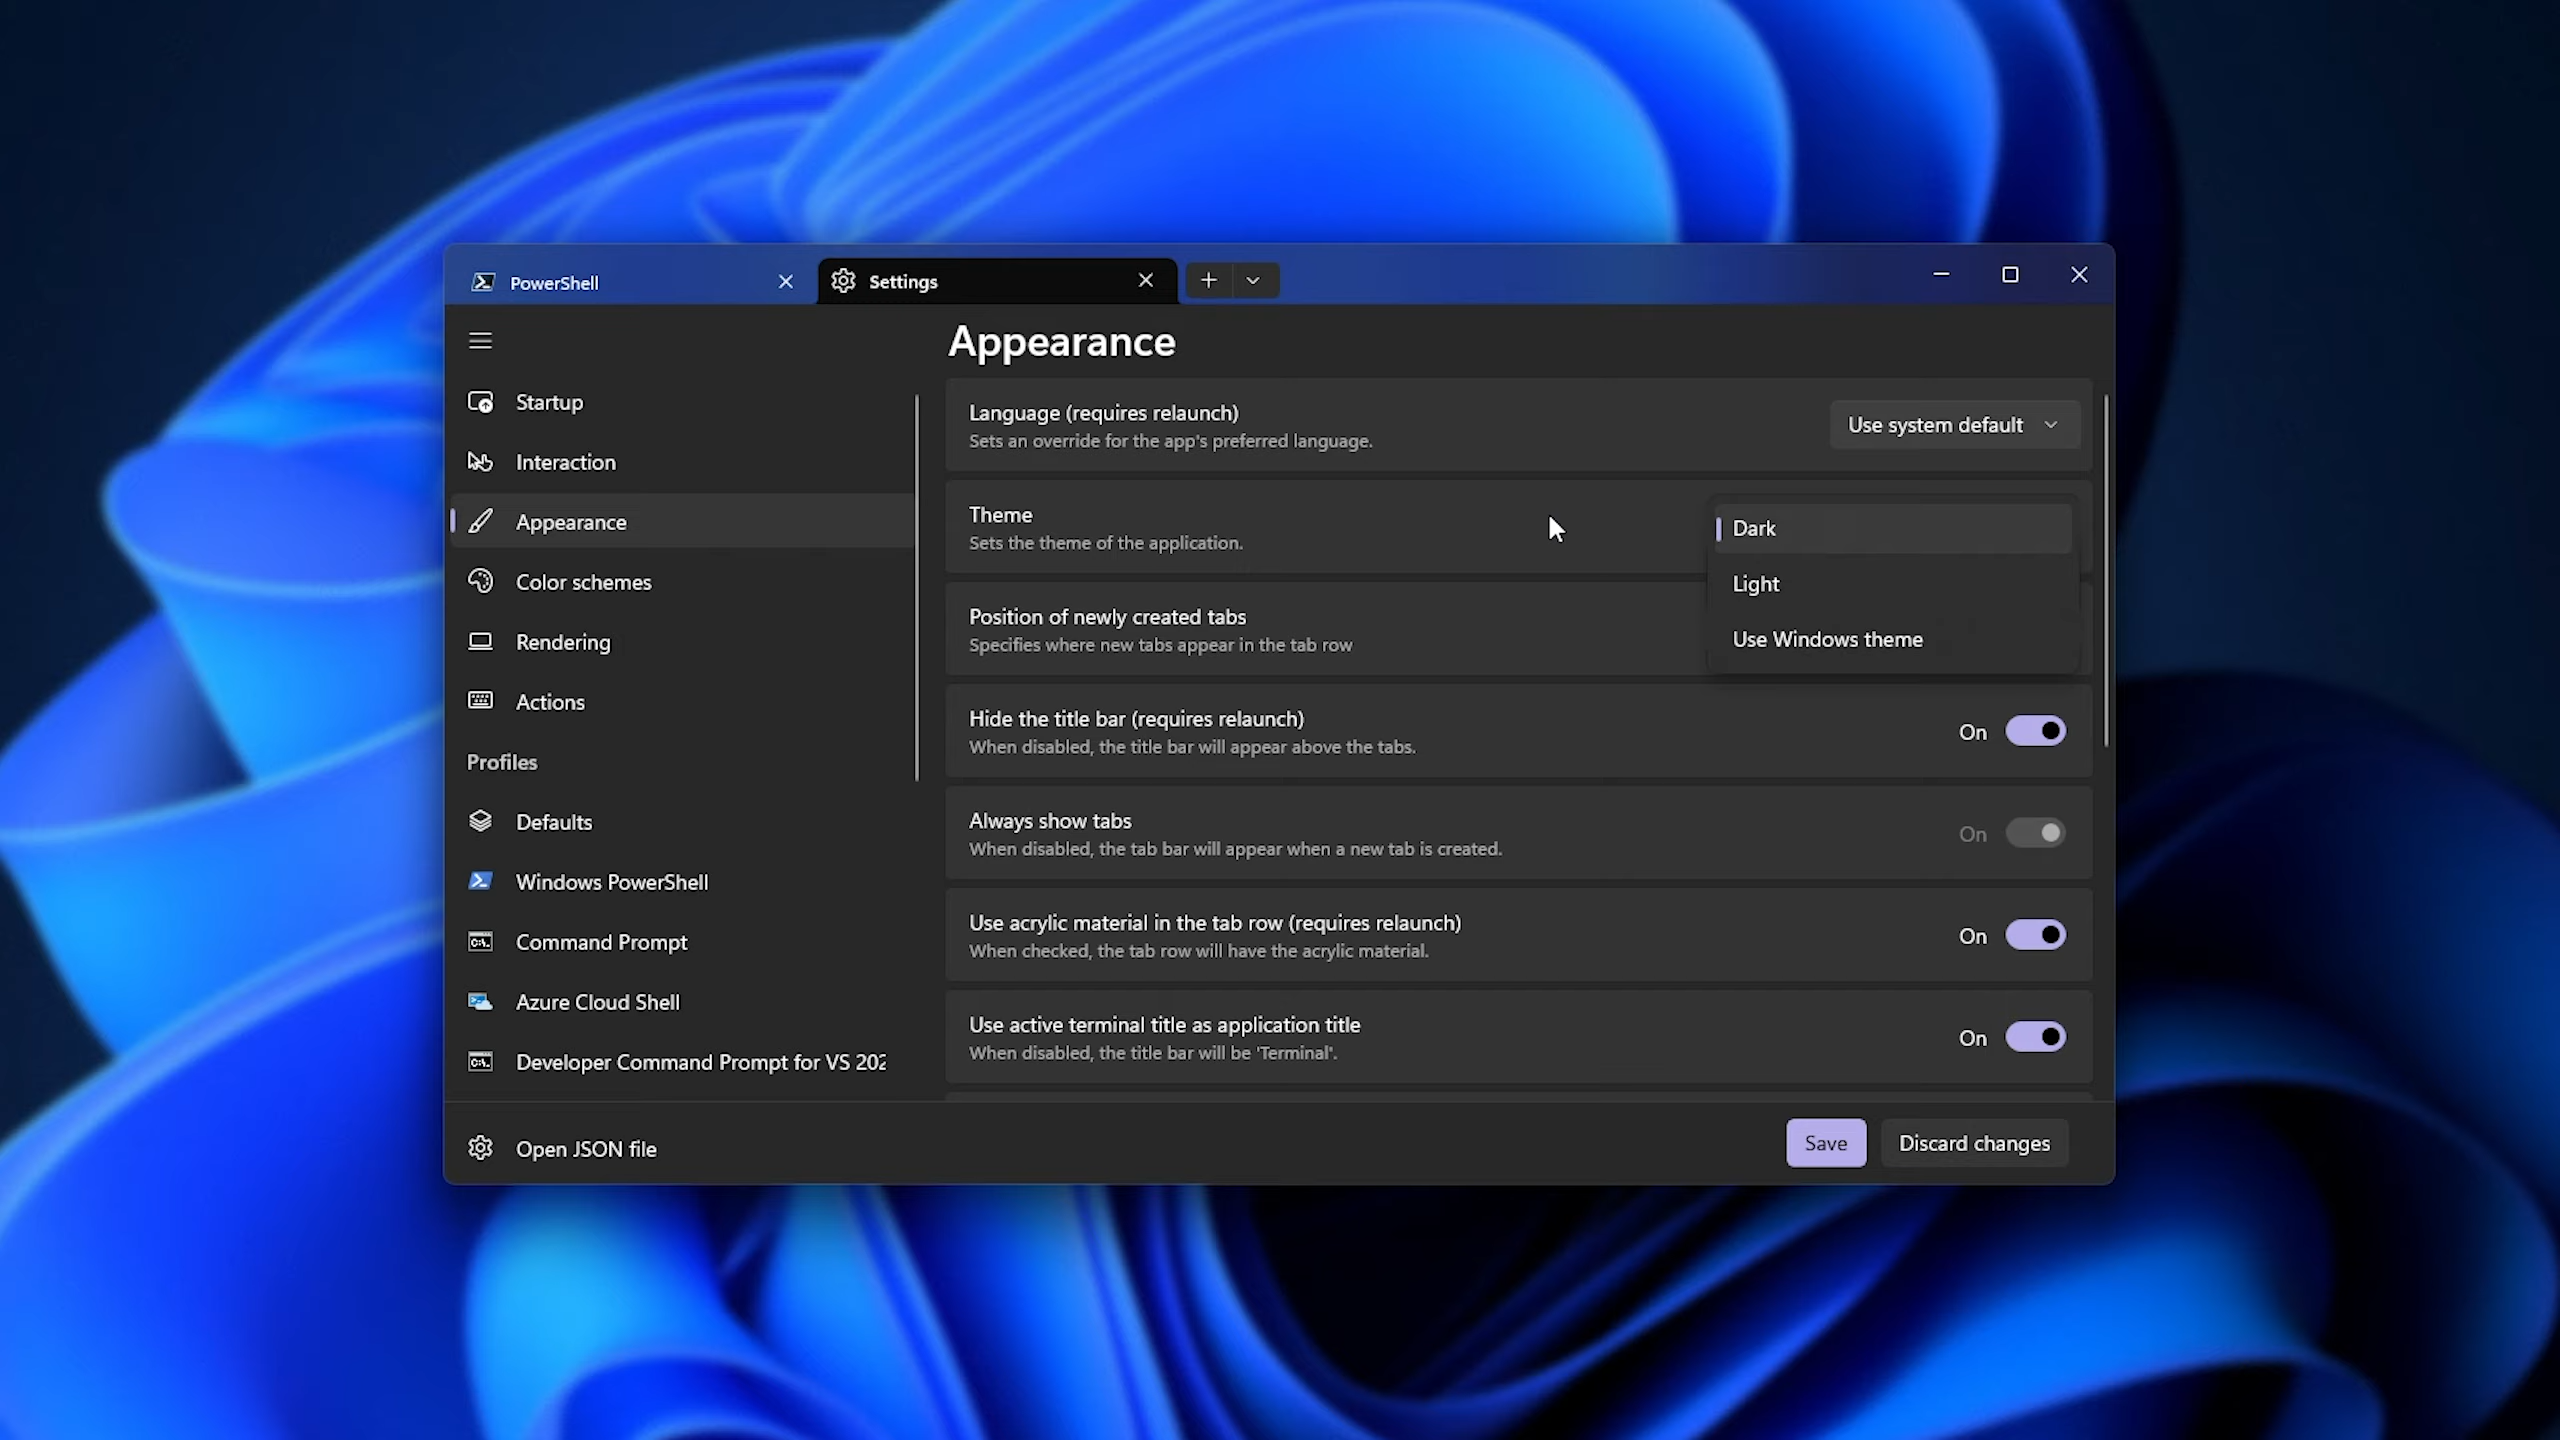 PowerShell
Settings
Appearance
Startup
Interaction
Appearance
Color schemes
Rendering
Actions
Profiles
Defaults
Windows PowerShell
Command Prompt
Azure Cloud Shell
Developer Command Prompt for VS 202
Open JSON file
Language (requires relaunch)
Sets an override for the app's preferred language.
Use system default
Theme
Sets the theme of the application.
Dark
Light
Use Windows theme
Position of newly created tabs
Specifies where new tabs appear in the tab row
Hide the title bar (requires relaunch)
When disabled, the title bar will appear above the tabs.
On
Always show tabs
When disabled, the tab bar will appear when a new tab is created.
On
Use acrylic material in the tab row (requires relaunch)
When checked, the tab row will have the acrylic material.
On
Use active terminal title as application title
When disabled, the title bar will be 'Terminal'.
On
Save
Discard changes